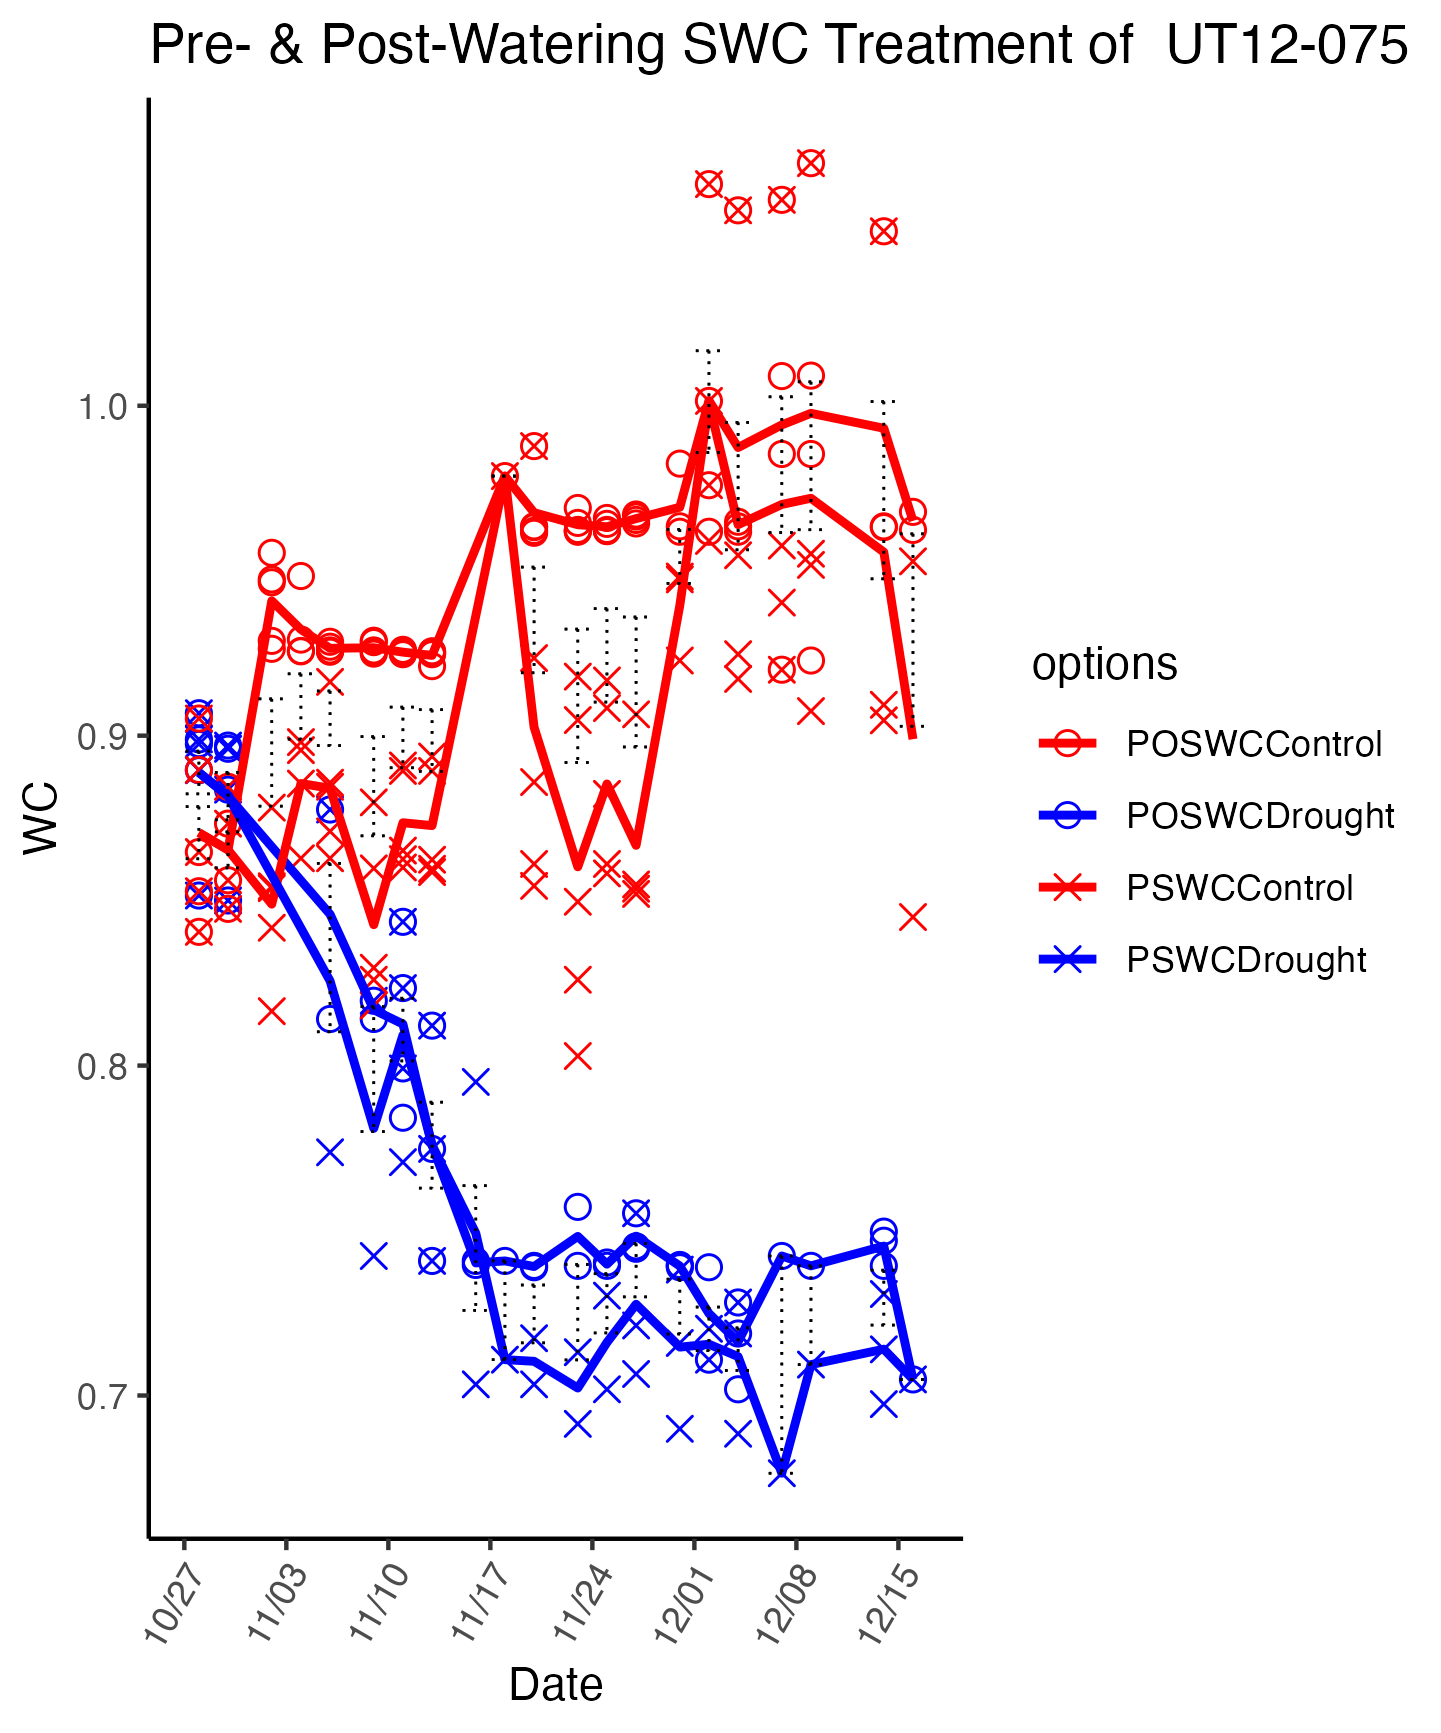 Pre- & Post-Watering SWC Treatment of  UT12-075
WC
1.0
0.9
0.8
0.7
10/27
11/03
11/10
11/17
11/24
12/01
12/08
12/15
Date
options
POSWCControl
POSWCDrought
PSWCControl
PSWCDrought